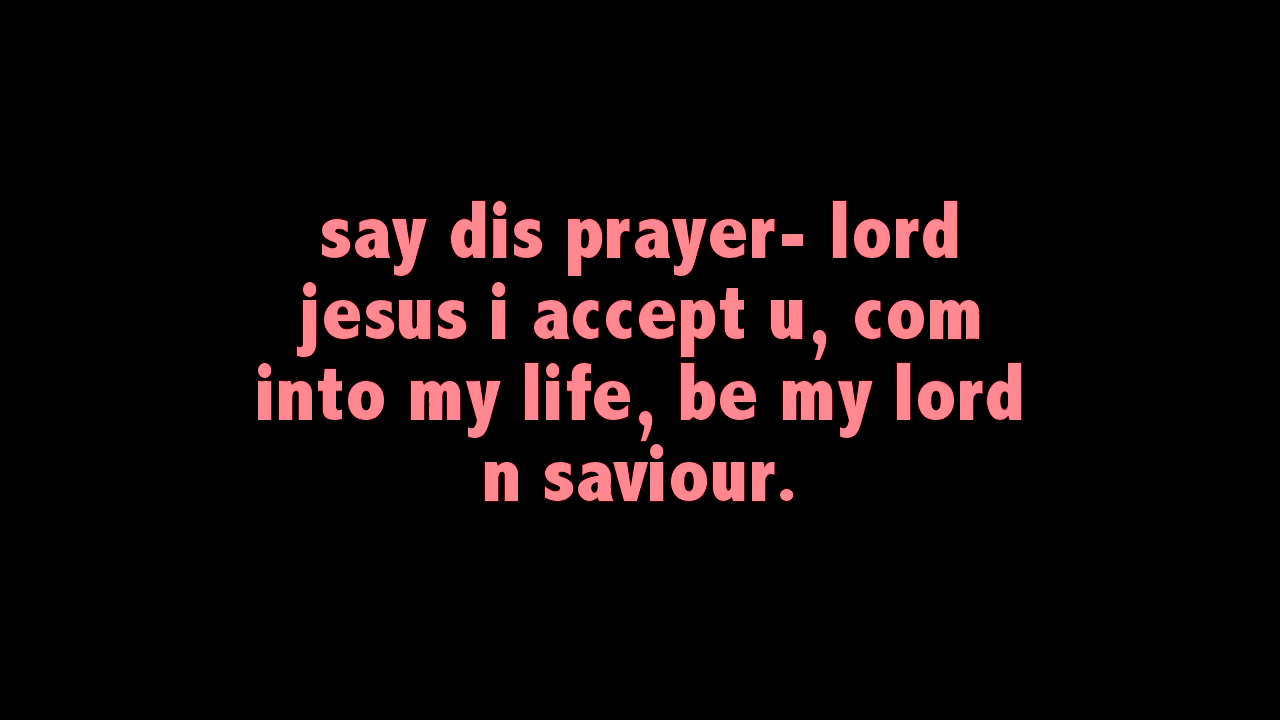 say dis prayer- lord
jesus i accept u, com
into my life, be my lord
n saviour.